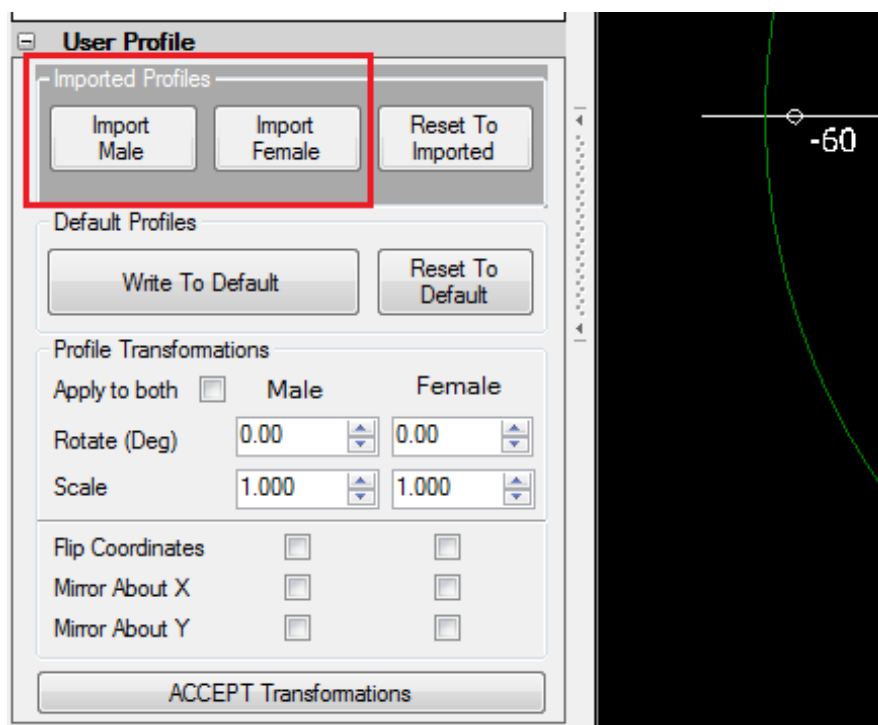 User Profile
Imported Profiles
Import Male
Import Female
Reset To Imported
-60
Default Profiles
Write To Default
Reset To Default
Profile Transformations
Apply to both Male Female
Rotate (Deg) 0.00 0.00
Scale 1.000 1.000
Flip Coordinates
Mirror About X
Mirror About Y
ACCEPT Transformations